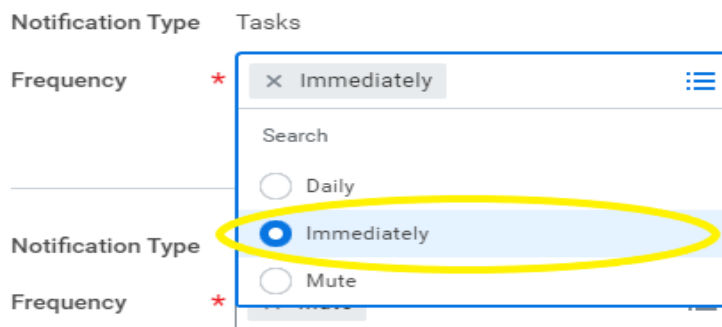 Notification Type Tasks
Frequency * × Immediately
Search
Daily
Immediately
Notification Type
Mute
Frequency *